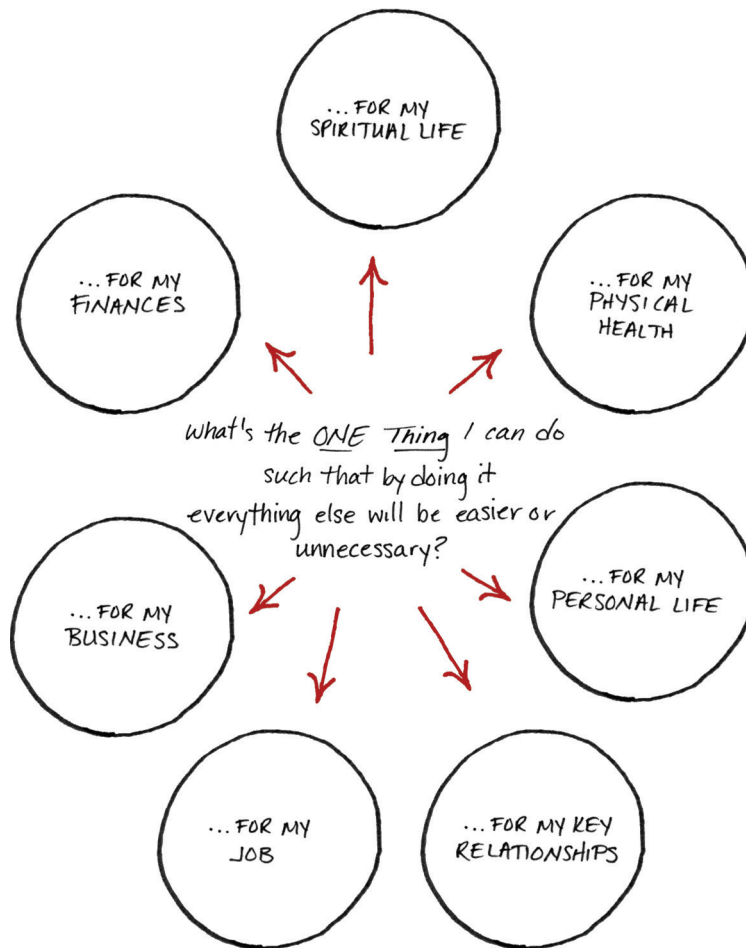 ...FOR MY
SPIRITUAL LIFE
...FOR MY
FINANCES
...FOR MY
PHYSICAL
HEALTH
what's the ONE Thing I can do
such that by doing it
everything else will be easier or
unnecessary?
...FOR MY
BUSINESS
...FOR MY
PERSONAL LIFE
...FOR MY
JOB
...FOR MY KEY
RELATIONSHIPS